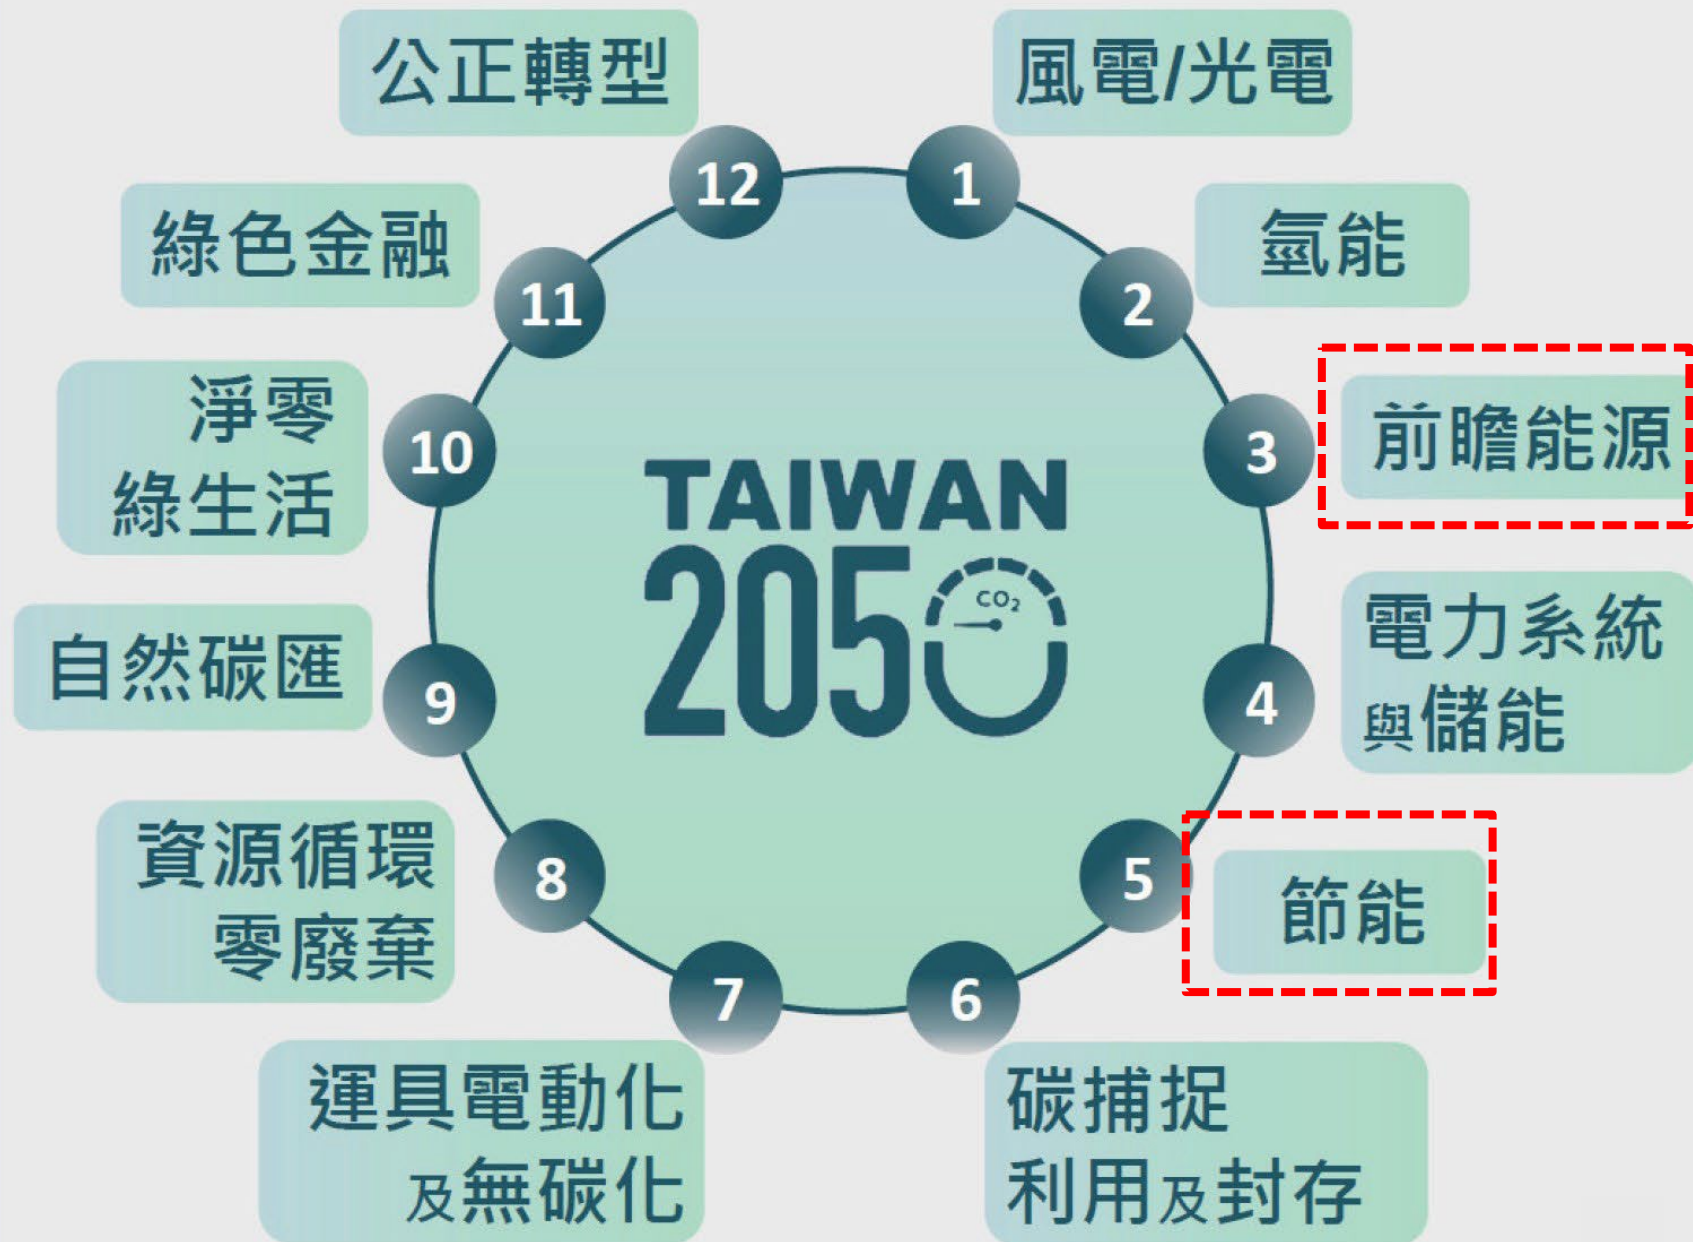 TAIWAN
2050
CO₂
1
風電/光電
2
氫能
3
前瞻能源
4
電力系統
與儲能
5
節能
6
碳捕捉
利用及封存
7
運具電動化
及無碳化
8
資源循環
零廢棄
9
自然碳匯
10
淨零
綠生活
11
綠色金融
12
公正轉型